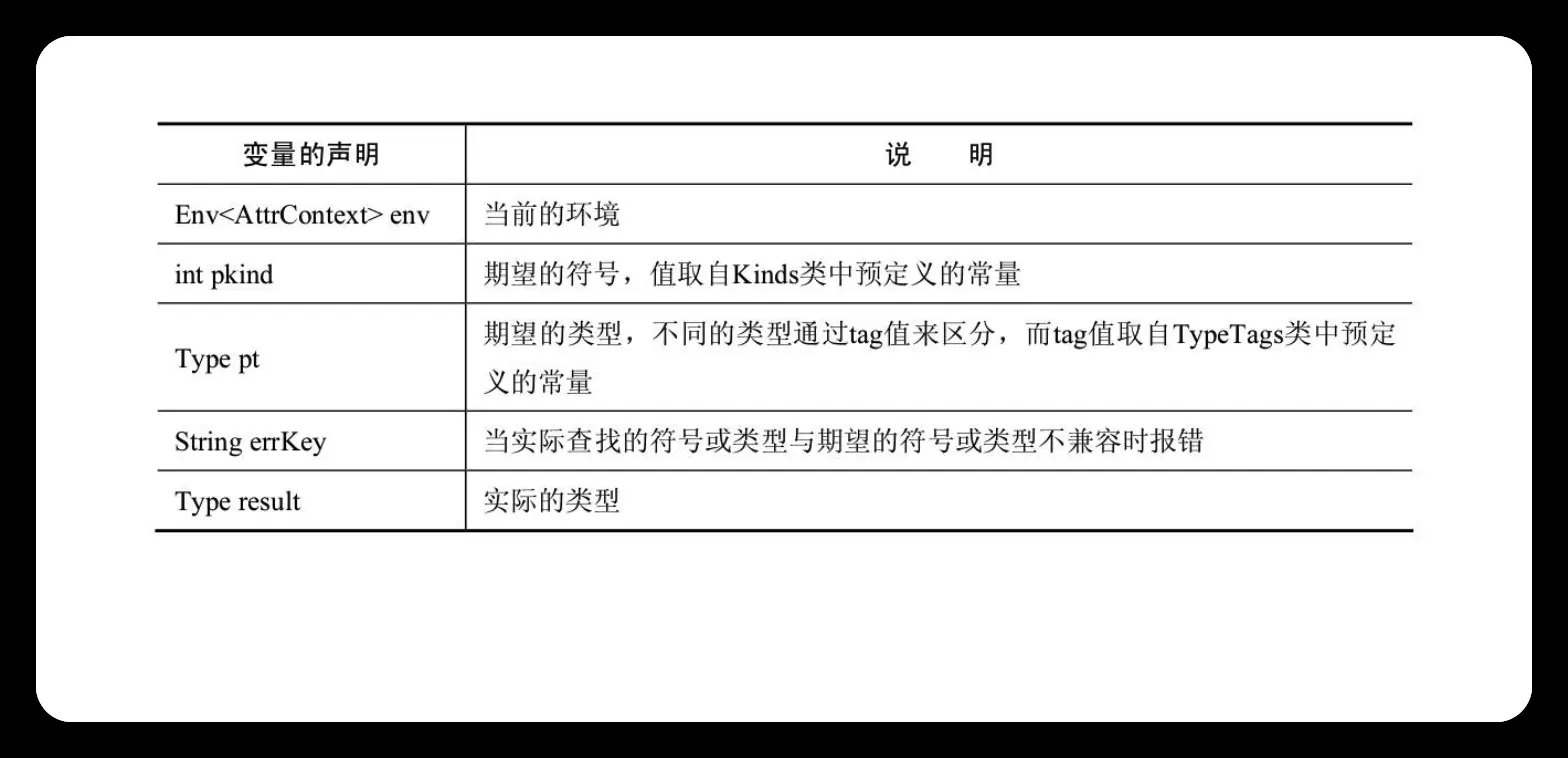 变量的声明 说 明
Env<AttrContext> env 当前的环境
int pkind 期望的符号，值取自Kinds类中预定义的常量
Type pt 期望的类型，不同的类型通过tag值来区分，而tag值取自TypeTags类中预定
义的常量
String errKey 当实际查找的符号或类型与期望的符号或类型不兼容时报错
Type result 实际的类型